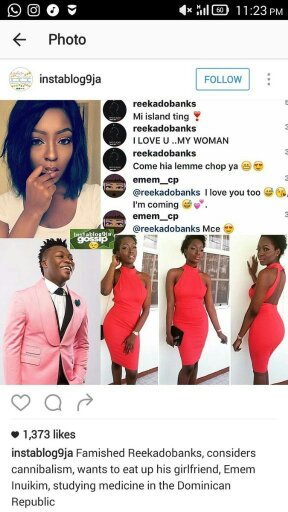 60 11:23 PM
Photo
instablog9ja
FOLLOW
reekadobanks
Mi island ting
reekadobanks
I LOVE U ..MY WOMAN
reekadobanks
Come hia lemme chop ya
emem__cp
@reekadobanks I love you too
I'm coming
emem__cp
@reekadobanks Mce
instablog9ja
gossip
1,373 likes
instablog9ja Famished Reekadobanks, considers
cannibalism, wants to eat up his girlfriend, Emem
Inuikim, studying medicine in the Dominican
Republic